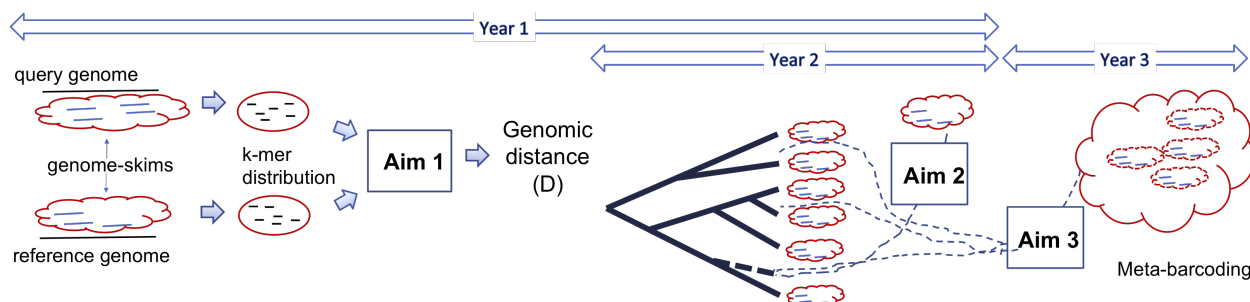 Year 1
Year 2
Year 3
query genome
genome-skims
k-mer
distribution
reference genome
Aim 1
Genomic
distance
(D)
Aim 2
Aim 3
Meta-barcoding